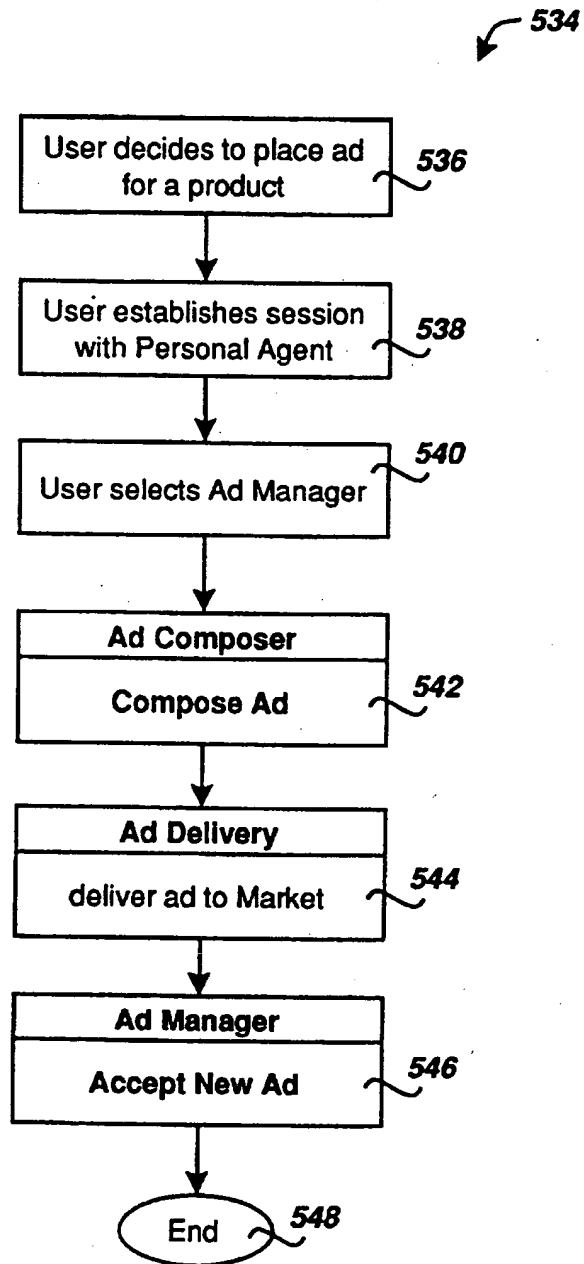 534
User decides to place ad
for a product
536
User establishes session
with Personal Agent
538
540
User selects Ad Manager
Ad Composer
Compose Ad
542
Ad Delivery
deliver ad to Market
544
Ad Manager
Accept New Ad
546
End
548